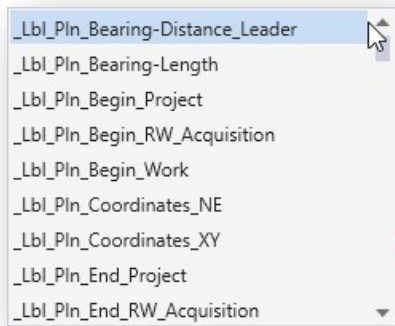 _Lbl_Pln_Bearing-Distance_Leader
_Lbl_Pln_Bearing-Length
_Lbl_Pln_Begin_Project
_Lbl_Pln_Begin_RW_Acquisition
_Lbl_Pln_Begin_Work
_Lbl_Pln_Coordinates_NE
_Lbl_Pln_Coordinates_XY
_Lbl_Pln_End_Project
_Lbl_Pln_End_RW_Acquisition